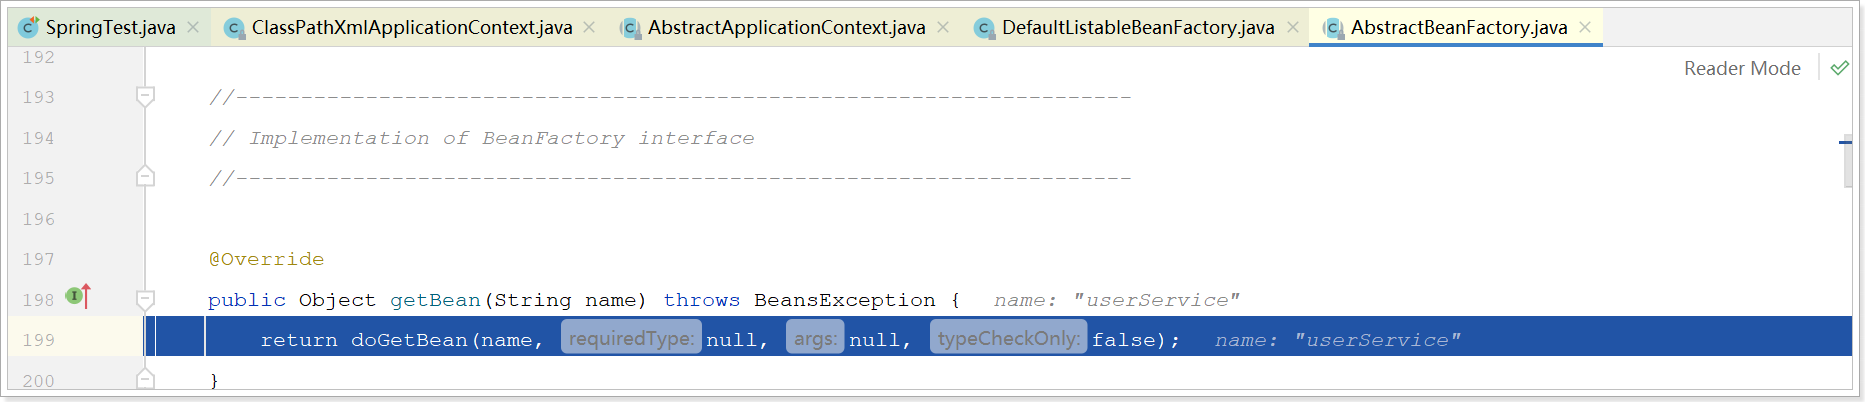 SpringTest.java ClassPathXmlApplicationContext.java AbstractApplicationContext.java DefaultListableBeanFactory.java AbstractBeanFactory.java
192
Reader Mode
193 //---------------------------------------------------------------------
194 // Implementation of BeanFactory interface
195 //---------------------------------------------------------------------
196
197 @Override
198 public Object getBean(String name) throws BeansException { name: "userService"
199 return doGetBean(name, requiredType: null, args: null, typeCheckOnly: false); name: "userService"
200 }